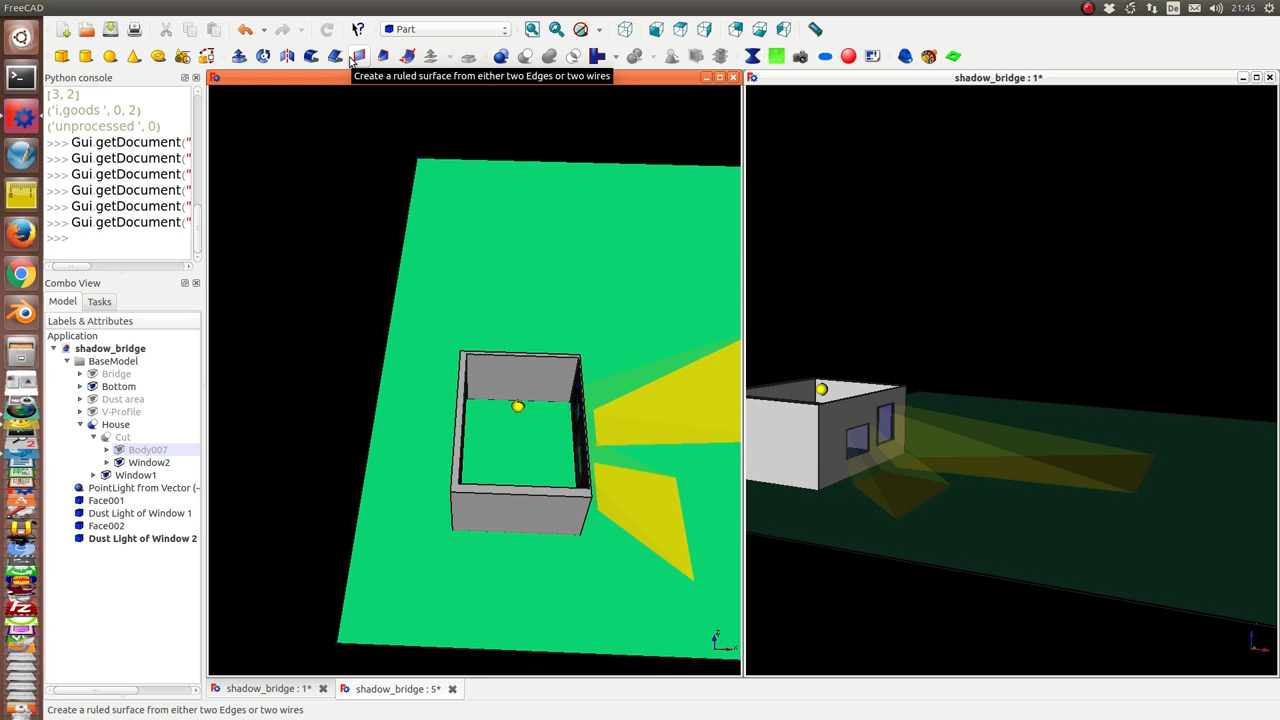 FreeCAD
De
21:45
Part
Create a ruled surface from either two Edges or two wires
Python console
shadow_bridge : 1*
[3, 2]
('i,goods ', 0, 2)
('unprocessed ', 0)
>>> Gui.getDocument("
>>> Gui.getDocument("
>>> Gui.getDocument("
>>> Gui.getDocument("
>>> Gui.getDocument("
>>> Gui.getDocument("
>>>
Combo View
Model
Tasks
Labels & Attributes
Application
shadow_bridge
BaseModel
Bridge
Bottom
Dust area
V-Profile
House
Cut
Body007
Window2
Window1
PointLight from Vector (-
Face001
Dust Light of Window 1
Face002
Dust Light of Window 2
z
x
shadow_bridge : 1*
shadow_bridge : 5*
Create a ruled surface from either two Edges or two wires